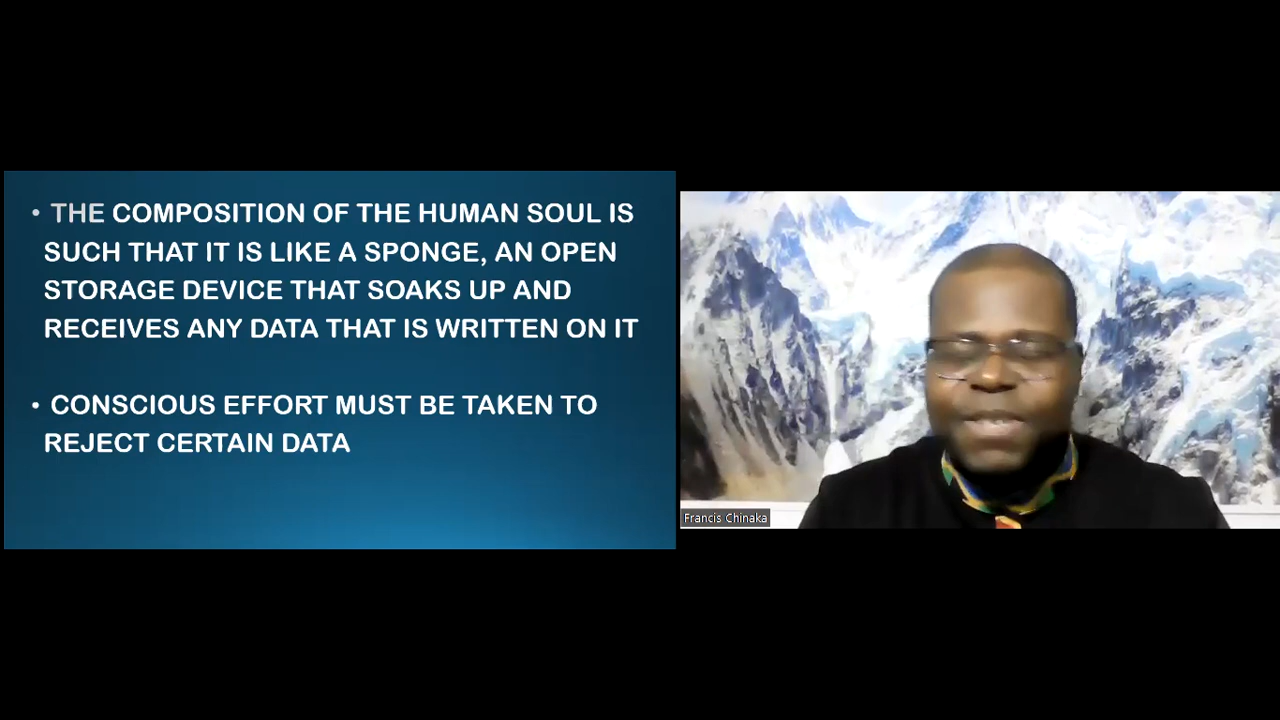 • THE COMPOSITION OF THE HUMAN SOUL IS
SUCH THAT IT IS LIKE A SPONGE, AN OPEN
STORAGE DEVICE THAT SOAKS UP AND
RECEIVES ANY DATA THAT IS WRITTEN ON IT
• CONSCIOUS EFFORT MUST BE TAKEN TO
REJECT CERTAIN DATA
Francis Chinaka